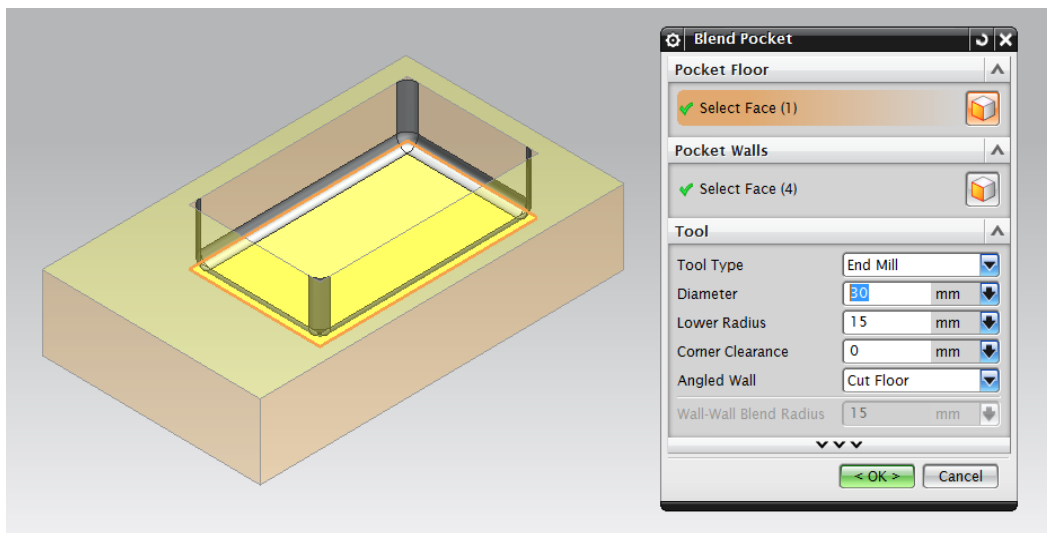 Blend Pocket
Pocket Floor
Select Face (1)
Pocket Walls
Select Face (4)
Tool
Tool Type End Mill
Diameter 30 mm
Lower Radius 15 mm
Corner Clearance 0 mm
Angled Wall Cut Floor
Wall-Wall Blend Radius 15 mm
< OK > Cancel